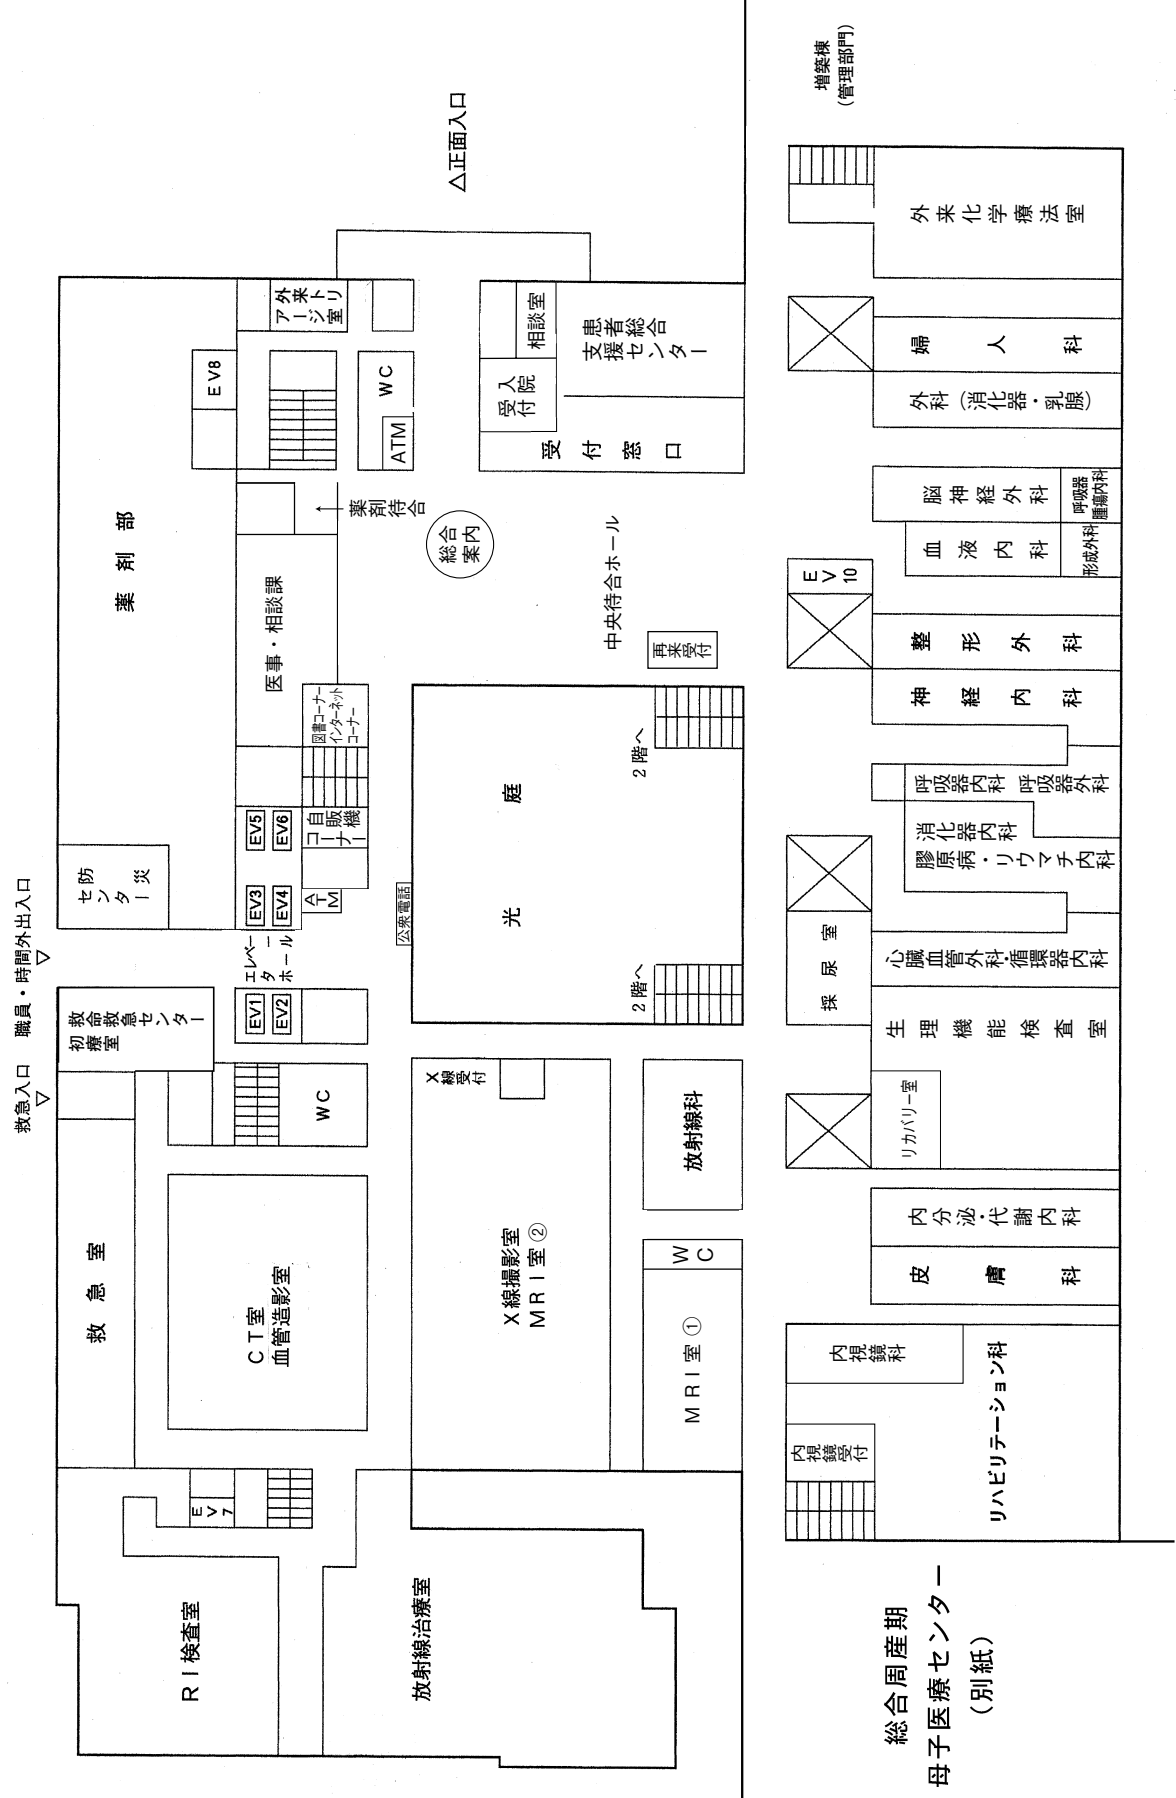 救急入口
職員・時間外出入口
救命救急センター
初療室
防災
センター
薬剤部
救急室
RI検査室
EV7
CT室
血管造影室
WC
EV1
EV2
エレベー
タ ー
ホール
EV3
EV4
EV5
EV6
ATM
自販機
コーナー
図書コーナー
インターネット
コーナー
医事・相談課
薬剤待合
EV8
外来トリ
アージ室
WC
ATM
総合
案内
△正面入口
放射線治療室
X線撮影室
MRI室②
X線受付
公衆電話
光庭
2階へ
2階へ
中央待合ホール
再来受付
入院
受付
相談室
患者総合
支援センター
受付窓口
MRI室①
WC
放射線科
増築棟
(管理部門)
総合周産期
母子医療センター
(別紙)
内視鏡受付
内視鏡科
リハビリテーション科
皮膚科
内分泌・代謝内科
リカバリー室
生理機能検査室
採尿室
心臓血管外科・循環器内科
膠原病・リウマチ内科
消化器内科
呼吸器内科 呼吸器外科
神経内科
整形外科
EV10
血液内科
形成外科
脳神経外科
呼吸器
腫瘍内科
外科(消化器・乳腺)
婦人科
外来化学療法室